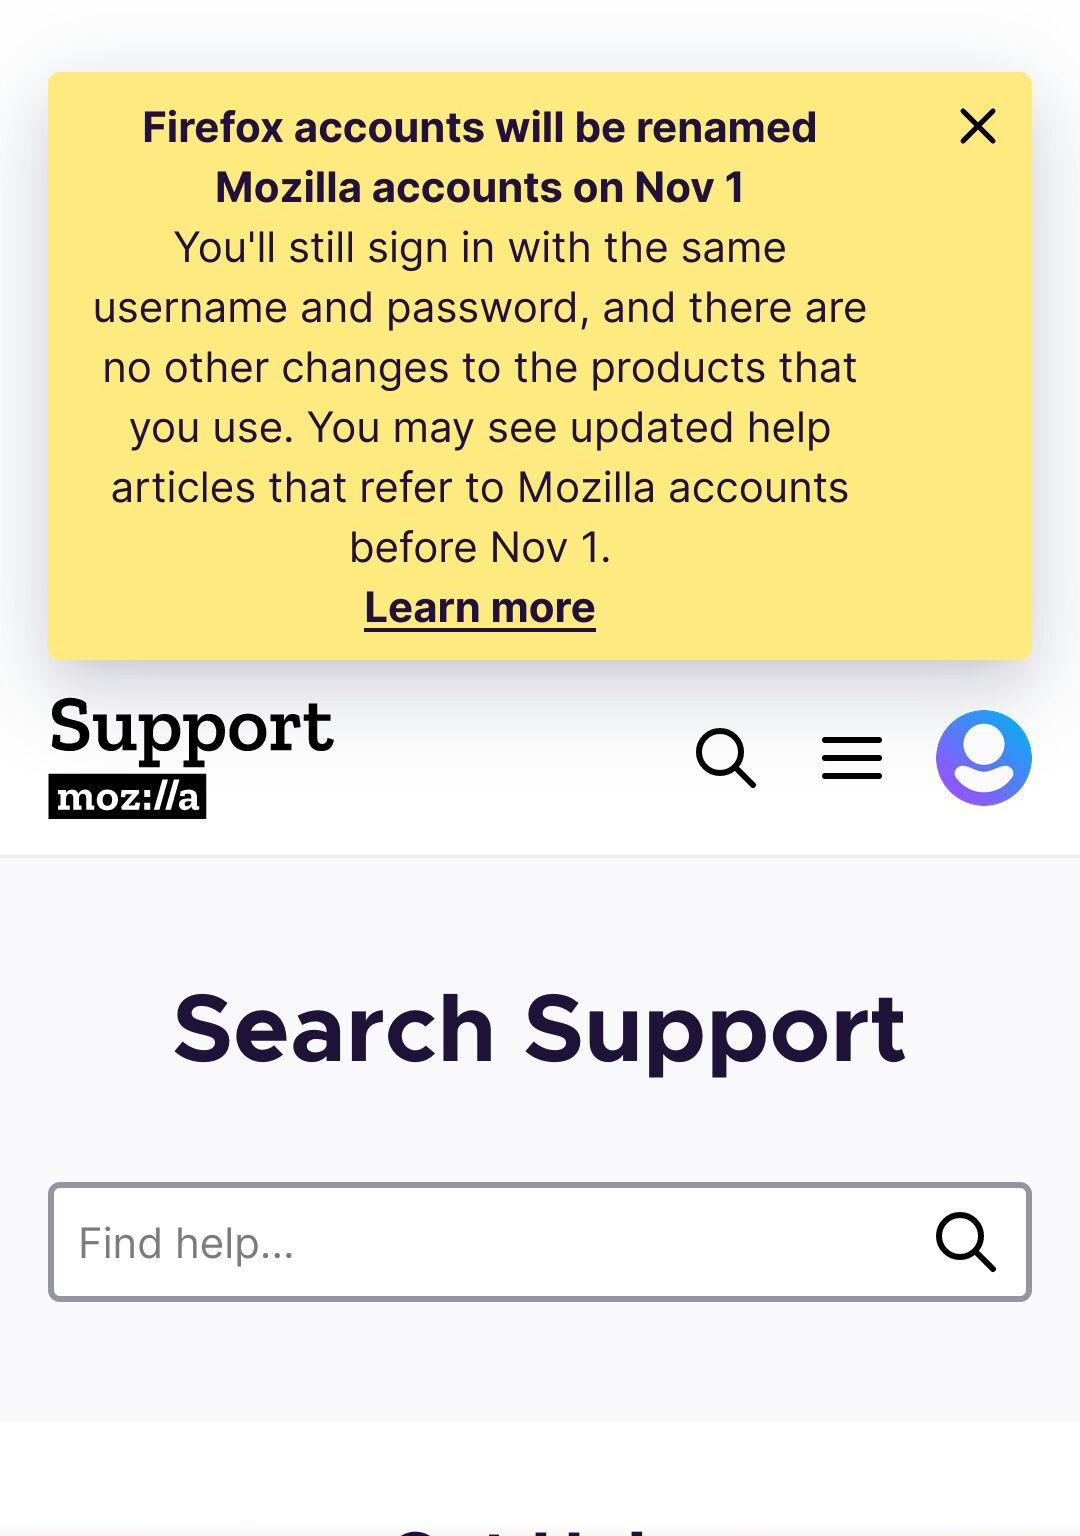 Firefox accounts will be renamed
Mozilla accounts on Nov 1
You'll still sign in with the same
username and password, and there are
no other changes to the products that
you use. You may see updated help
articles that refer to Mozilla accounts
before Nov 1.
Learn more
Support
moz://a
Search Support
Find help...